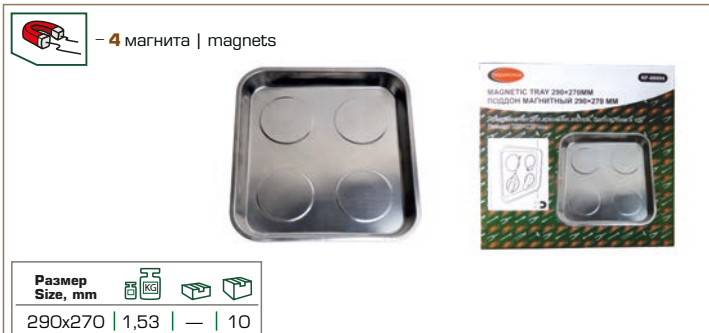 – 4 магнита | magnets
MAGNETIC TRAY 290×270MM
ПОДДОН МАГНИТНЫЙ 290×270 ММ
Размер
Size, mm
KG
290x270 | 1,53 | — | 10